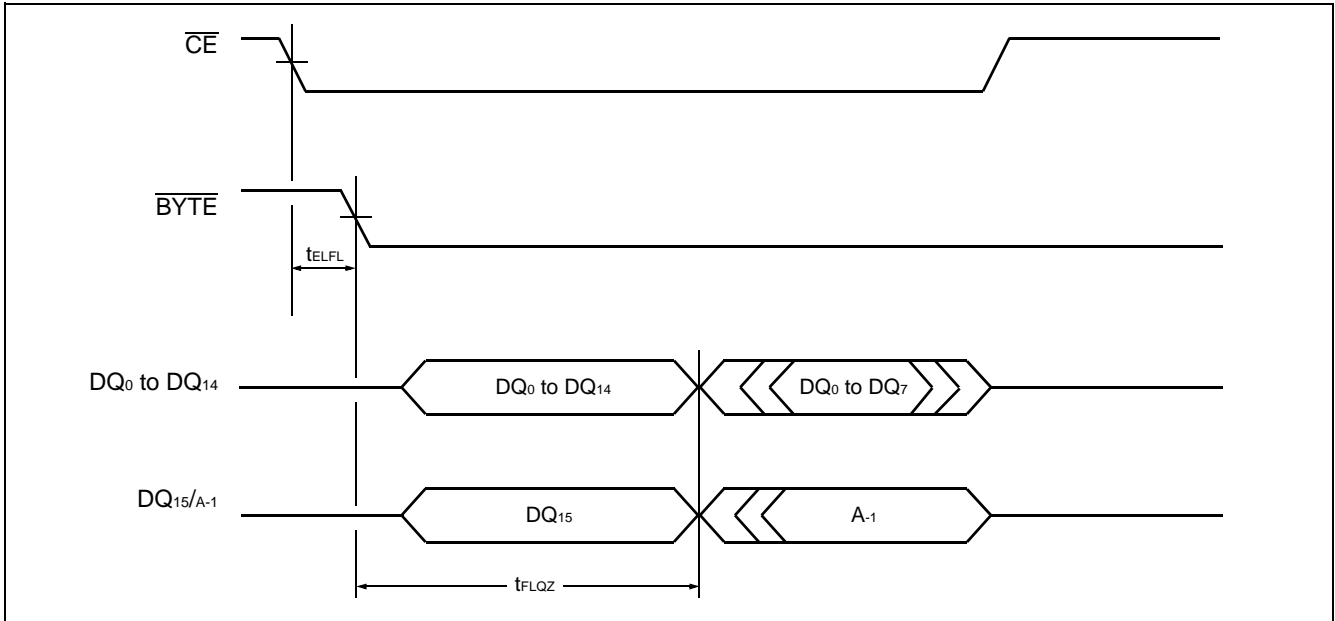 CE
BYTE
tELFL
DQ0 to DQ14
DQ0 to DQ14
DQ0 to DQ7
DQ15/A-1
DQ15
A-1
tFLQZ